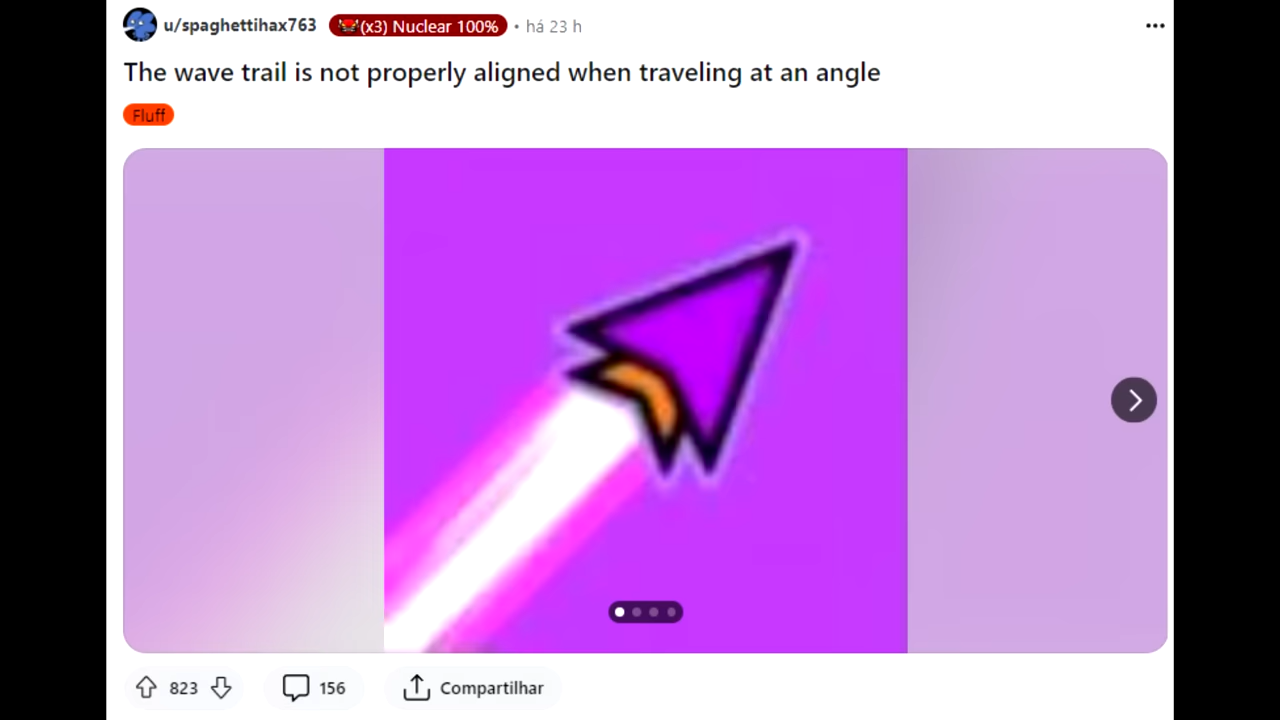 u/spaghettihax763 (x3) Nuclear 100% • há 23 h
The wave trail is not properly aligned when traveling at an angle
Fluff
823 156 Compartilhar